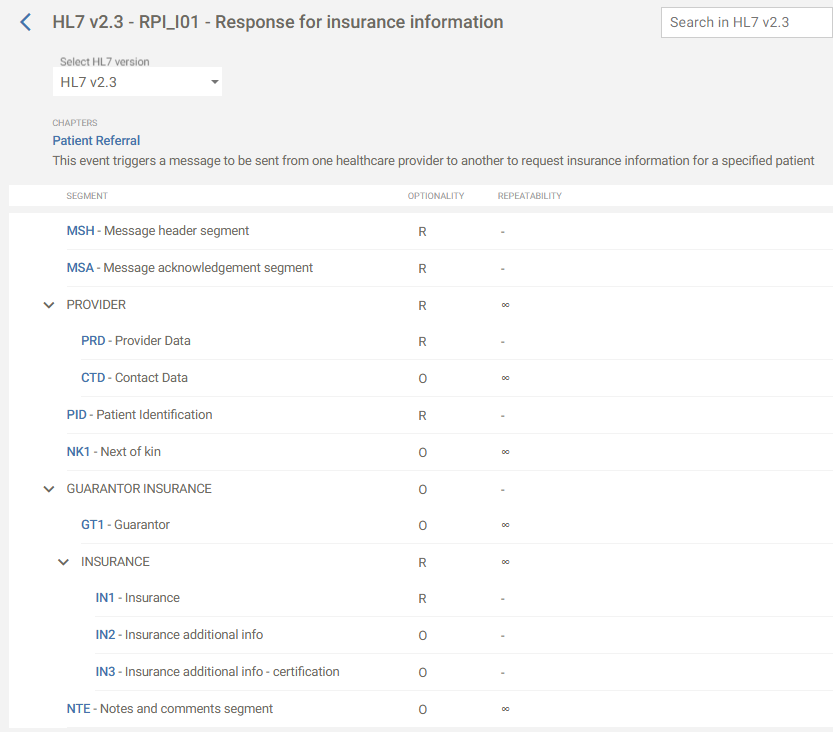 HL7 v2.3 - RPI_I01 - Response for insurance information
Search in HL7 v2.3
Select HL7 version
HL7 v2.3
CHAPTERS
Patient Referral
This event triggers a message to be sent from one healthcare provider to another to request insurance information for a specified patient
SEGMENT OPTIONALITY REPEATABILITY
MSH - Message header segment R -
MSA - Message acknowledgement segment R -
PROVIDER R ∞
PRD - Provider Data R -
CTD - Contact Data O ∞
PID - Patient Identification R -
NK1 - Next of kin O ∞
GUARANTOR INSURANCE O -
GT1 - Guarantor O ∞
INSURANCE R ∞
IN1 - Insurance R -
IN2 - Insurance additional info O -
IN3 - Insurance additional info - certification O -
NTE - Notes and comments segment O ∞